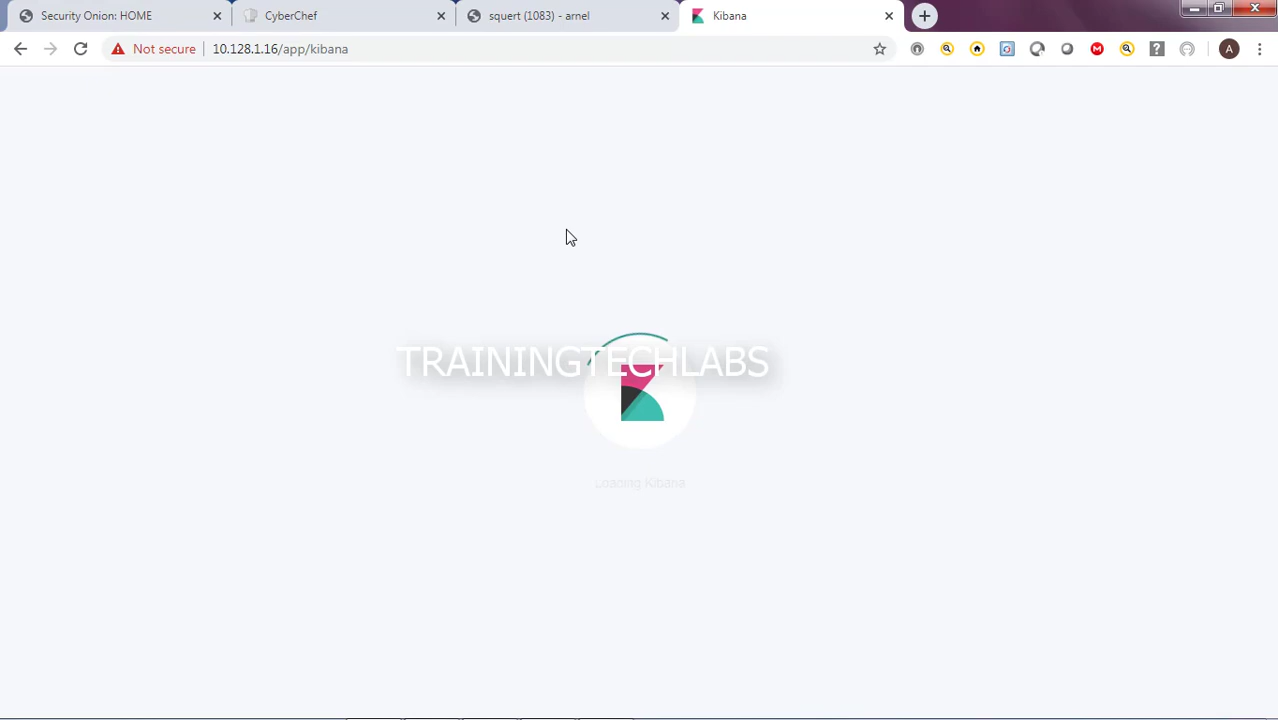 Security Onion: HOME
CyberChef
squert (1083) - arnel
Kibana
Not secure
10.128.1.16/app/kibana
A
TRAININGTECHLABS
Loading Kibana